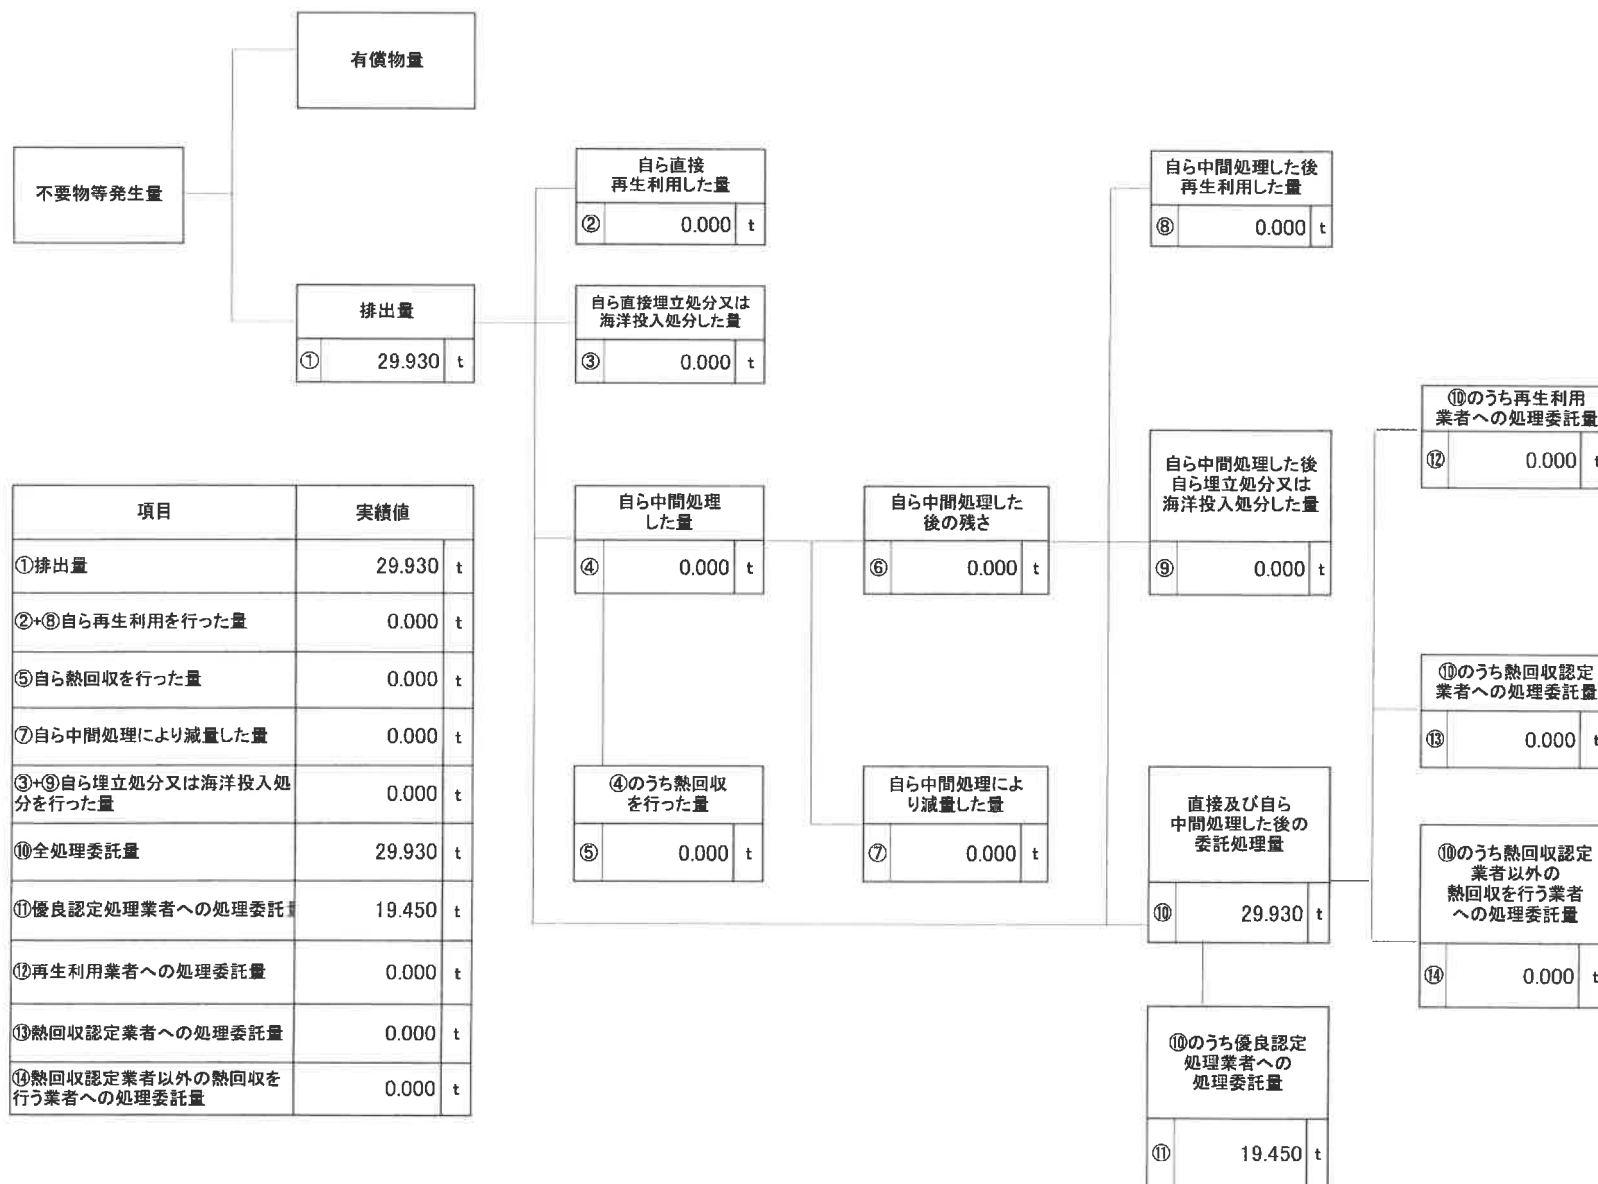 有償物量
不要物等発生量
排出量
① 29.930 t
自ら直接
再生利用した量
② 0.000 t
自ら直接埋立処分又は
海洋投入処分した量
③ 0.000 t
自ら中間処理
した量
④ 0.000 t
④のうち熱回収
を行った量
⑤ 0.000 t
自ら中間処理した
後の残さ
⑥ 0.000 t
自ら中間処理によ
り減量した量
⑦ 0.000 t
自ら中間処理した後
再生利用した量
⑧ 0.000 t
自ら中間処理した後
自ら埋立処分又は
海洋投入処分した量
⑨ 0.000 t
直接及び自ら
中間処理した後の
委託処理量
⑩ 29.930 t
⑩のうち優良認定
処理業者への
処理委託量
⑪ 19.450 t
⑩のうち再生利用
業者への処理委託量
⑫ 0.000 t
⑩のうち熱回収認定
業者への処理委託量
⑬ 0.000 t
⑩のうち熱回収認定
業者以外の
熱回収を行う業者
への処理委託量
⑭ 0.000 t
項目 実績値
①排出量 29.930 t
②+⑧自ら再生利用を行った量 0.000 t
⑤自ら熱回収を行った量 0.000 t
⑦自ら中間処理により減量した量 0.000 t
③+⑨自ら埋立処分又は海洋投入処
分を行った量 0.000 t
⑩全処理委託量 29.930 t
⑪優良認定処理業者への処理委託量 19.450 t
⑫再生利用業者への処理委託量 0.000 t
⑬熱回収認定業者への処理委託量 0.000 t
⑭熱回収認定業者以外の熱回収を
行う業者への処理委託量 0.000 t